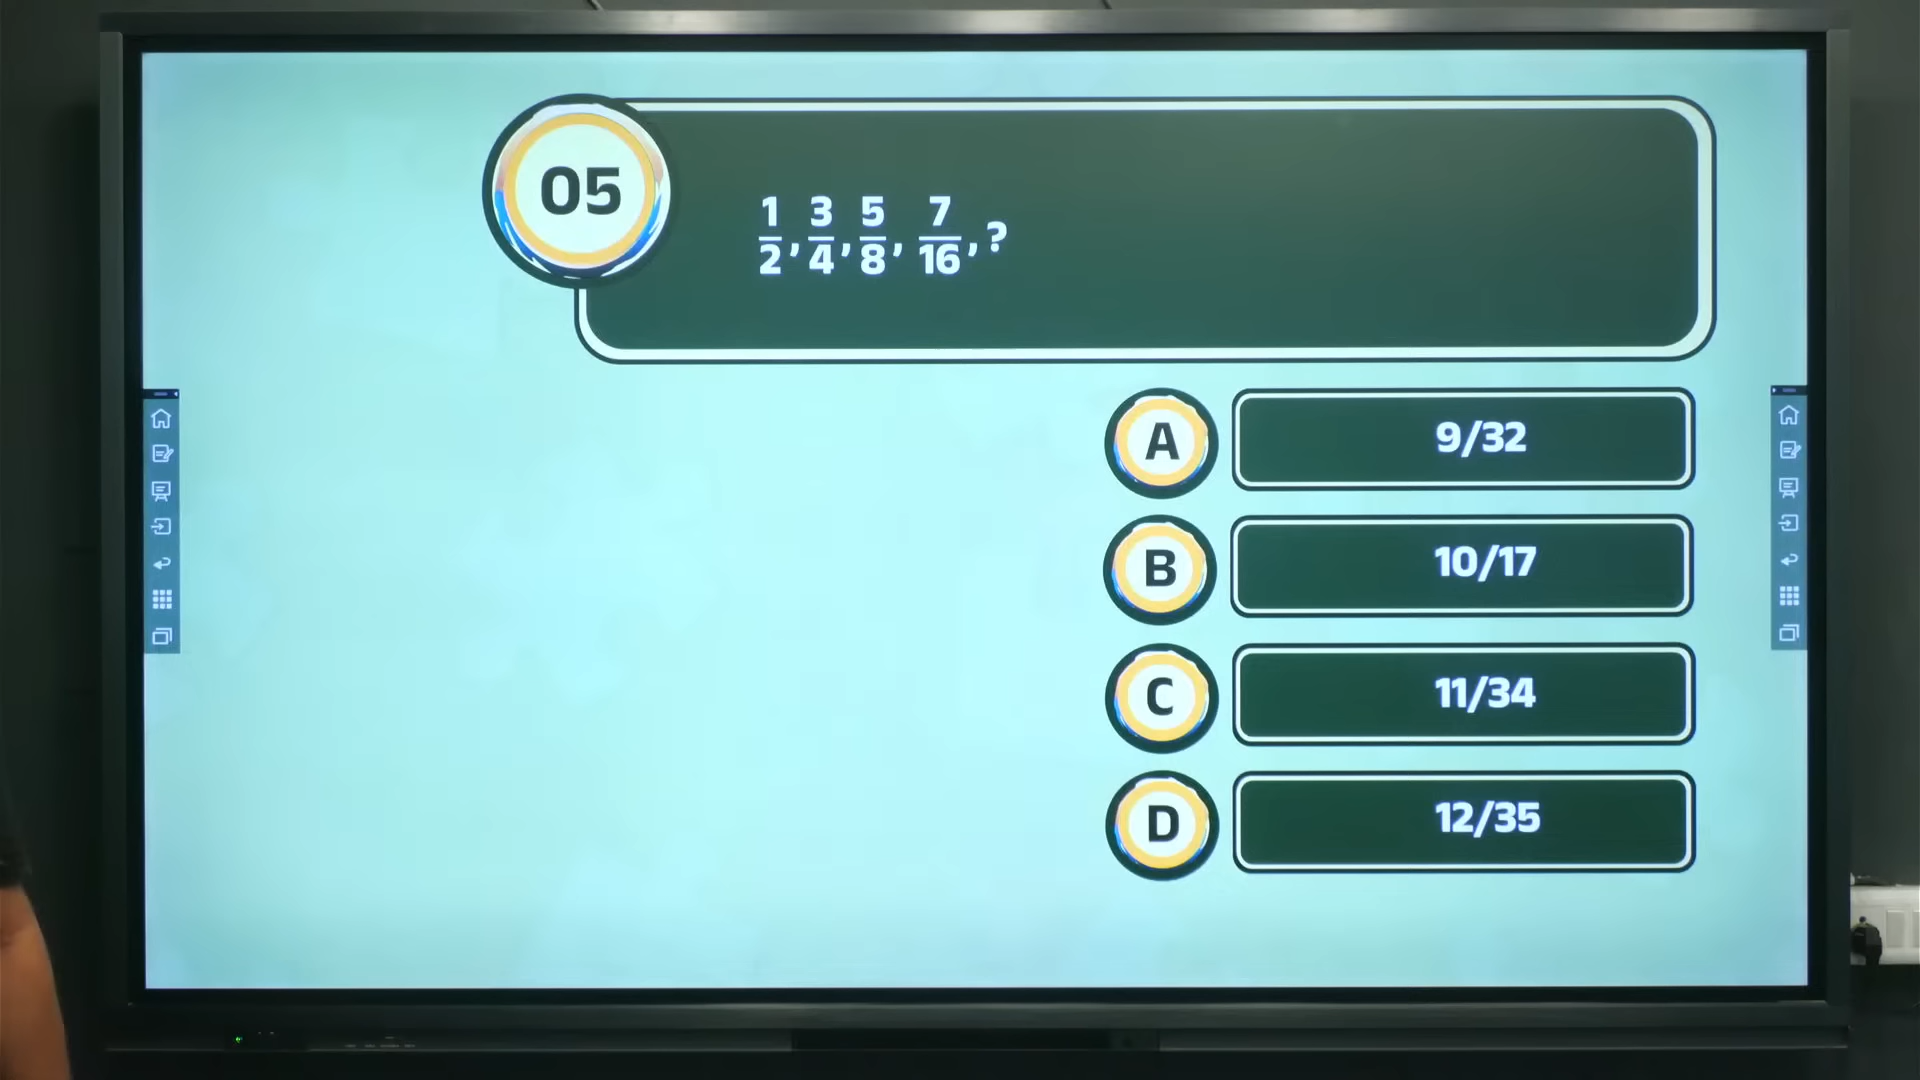 05
1/2, 3/4, 5/8, 7/16, ?
A 9/32
B 10/17
C 11/34
D 12/35